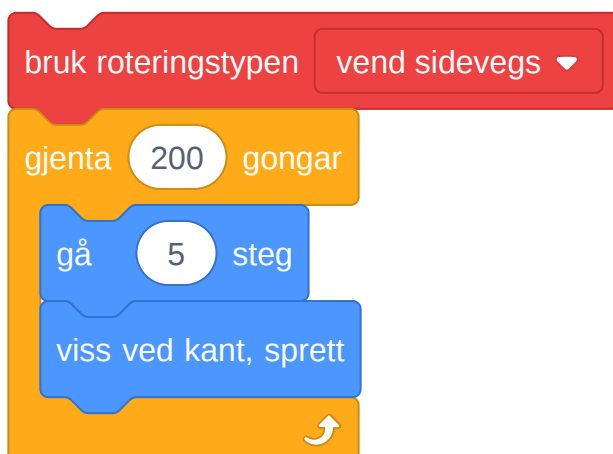 bruk roteringstypen vend sidevegs
gjenta 200 gongar
gå 5 steg
viss ved kant, sprett